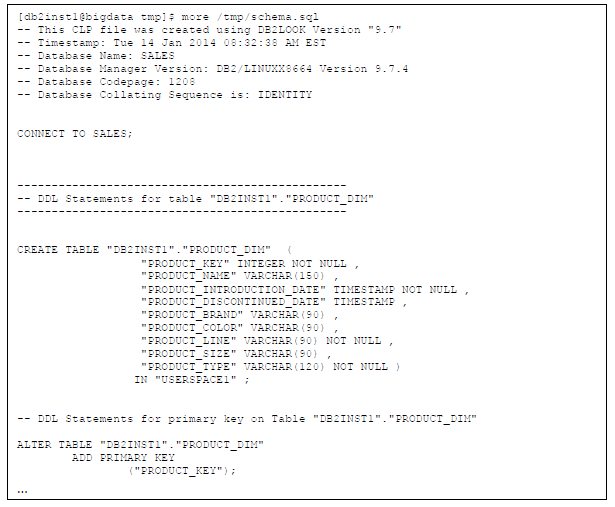 [db2inst1@bigdata tmp]$ more /tmp/schema.sql
-- This CLP file was created using DB2LOOK Version "9.7"
-- Timestamp: Tue 14 Jan 2014 08:32:38 AM EST
-- Database Name: SALES
-- Database Manager Version: DB2/LINUXX8664 Version 9.7.4
-- Database Codepage: 1208
-- Database Collating Sequence is: IDENTITY
CONNECT TO SALES;
------------------------------------------------
-- DDL Statements for table "DB2INST1"."PRODUCT_DIM"
------------------------------------------------
CREATE TABLE "DB2INST1"."PRODUCT_DIM"  (
"PRODUCT_KEY" INTEGER NOT NULL ,
"PRODUCT_NAME" VARCHAR(150) ,
"PRODUCT_INTRODUCTION_DATE" TIMESTAMP NOT NULL ,
"PRODUCT_DISCONTINUED_DATE" TIMESTAMP ,
"PRODUCT_BRAND" VARCHAR(90) ,
"PRODUCT_COLOR" VARCHAR(90) ,
"PRODUCT_LINE" VARCHAR(90) NOT NULL ,
"PRODUCT_SIZE" VARCHAR(90) ,
"PRODUCT_TYPE" VARCHAR(120) NOT NULL )
IN "USERSPACE1" ;
-- DDL Statements for primary key on Table "DB2INST1"."PRODUCT_DIM"
ALTER TABLE "DB2INST1"."PRODUCT_DIM"
ADD PRIMARY KEY
("PRODUCT_KEY");
...